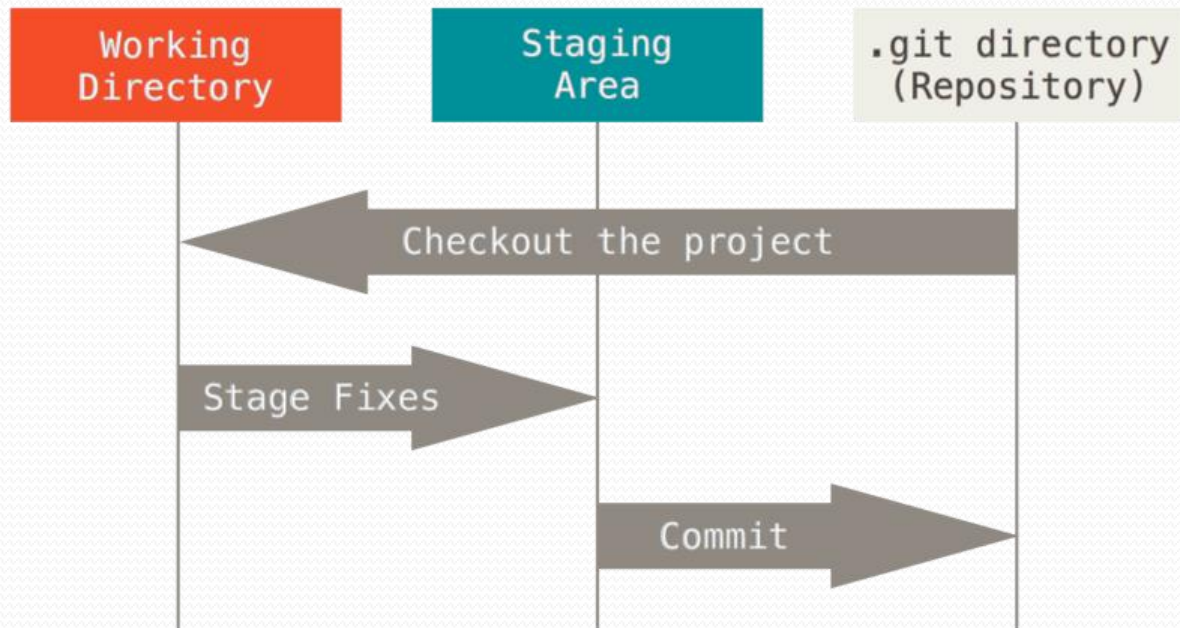 Working
Directory
Staging
Area
.git directory
(Repository)
Checkout the project
Stage Fixes
Commit